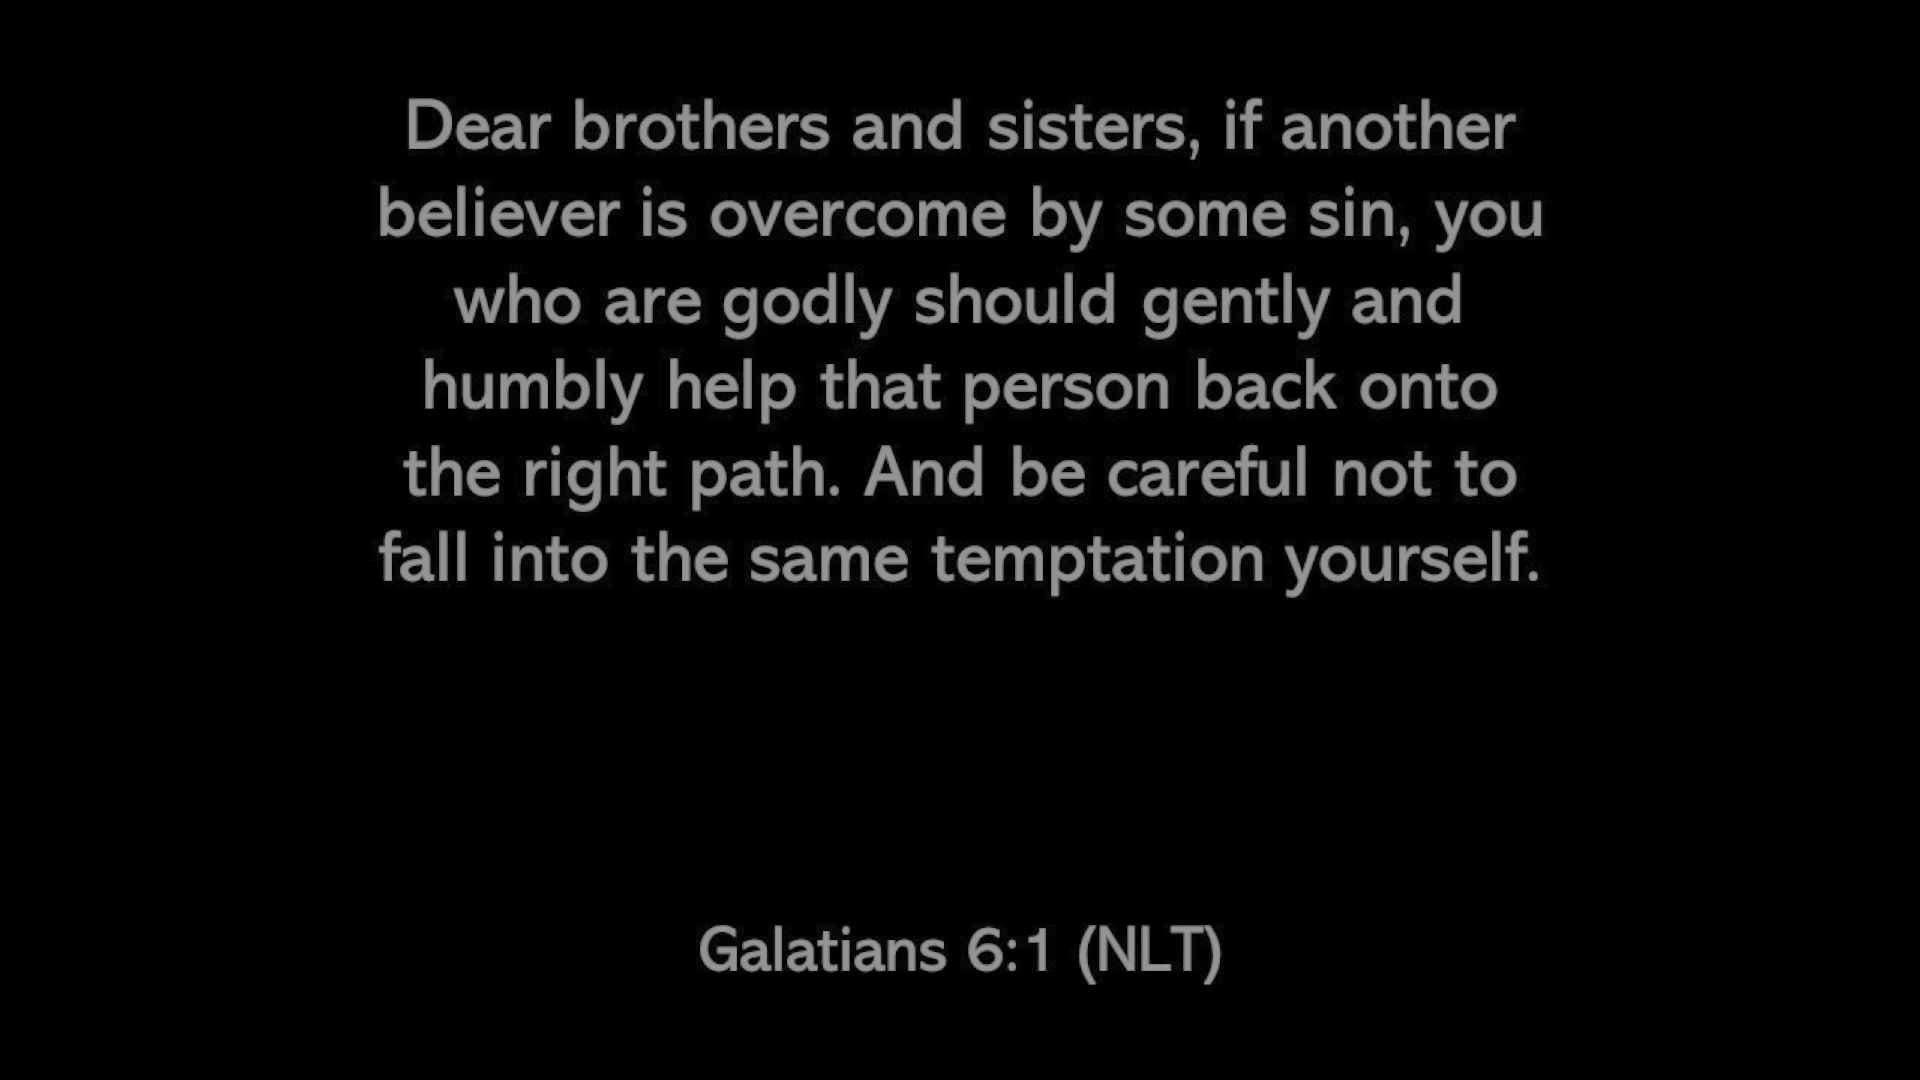 Dear brothers and sisters, if another
believer is overcome by some sin, you
who are godly should gently and
humbly help that person back onto
the right path. And be careful not to
fall into the same temptation yourself.
Galatians 6:1 (NLT)